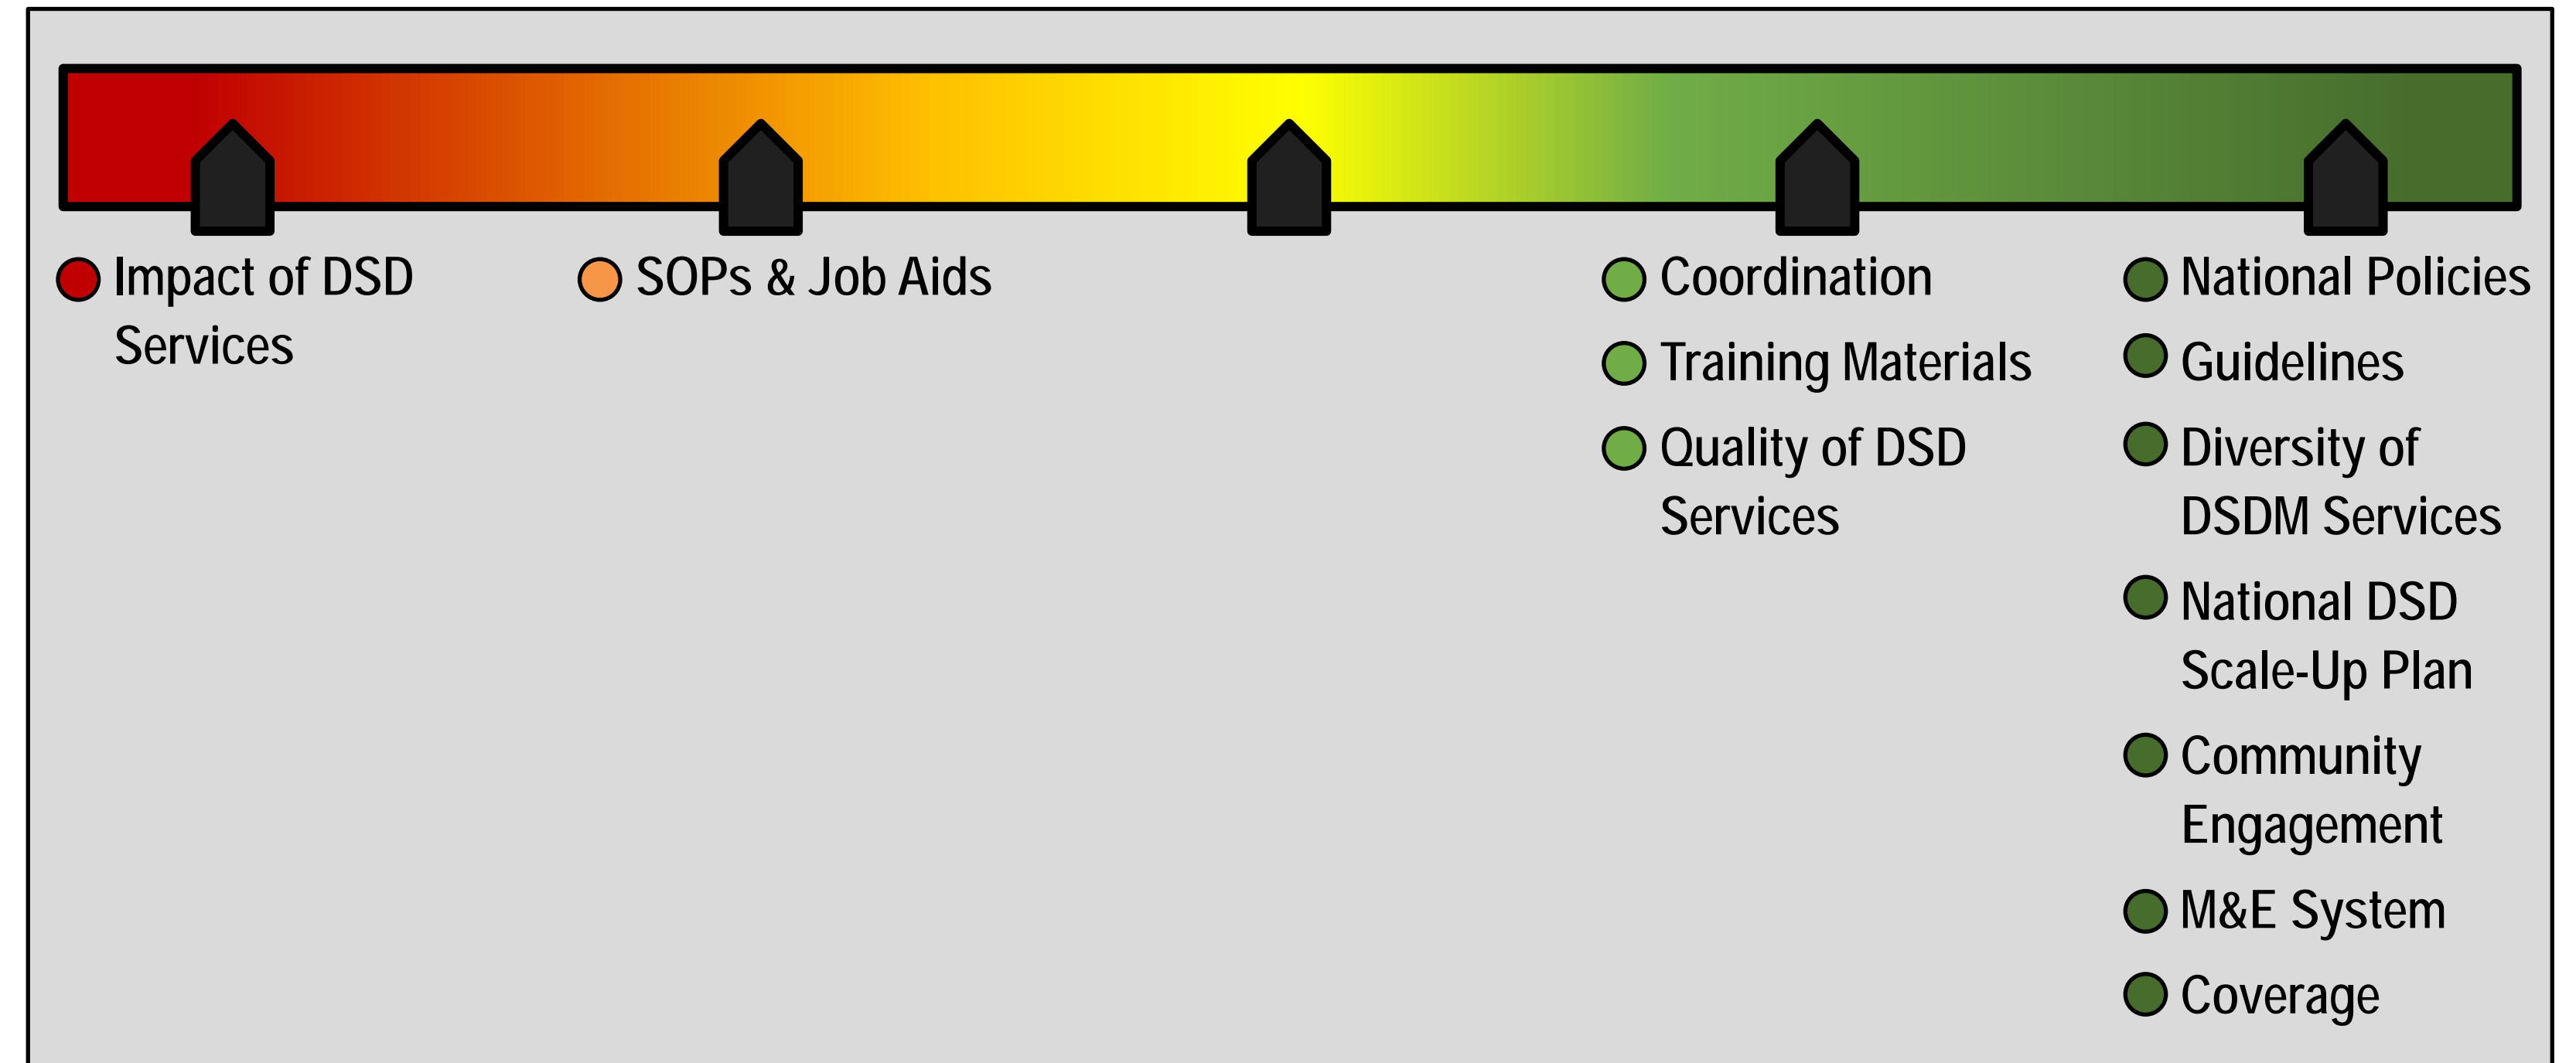 Impact of DSD
Services
SOPs & Job Aids
Coordination
Training Materials
Quality of DSD
Services
National Policies
Guidelines
Diversity of
DSDM Services
National DSD
Scale-Up Plan
Community
Engagement
M&E System
Coverage